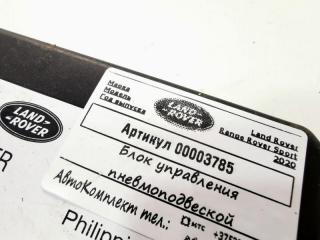 Марка
Модель
Год выпуска
LAND ROVER
Land Rover
Range Rover Sport
2020
Артикул 00003785
Блок управления
пневмоподвеской
АвтоКомплект тел.:
МТС
LAND ROVER